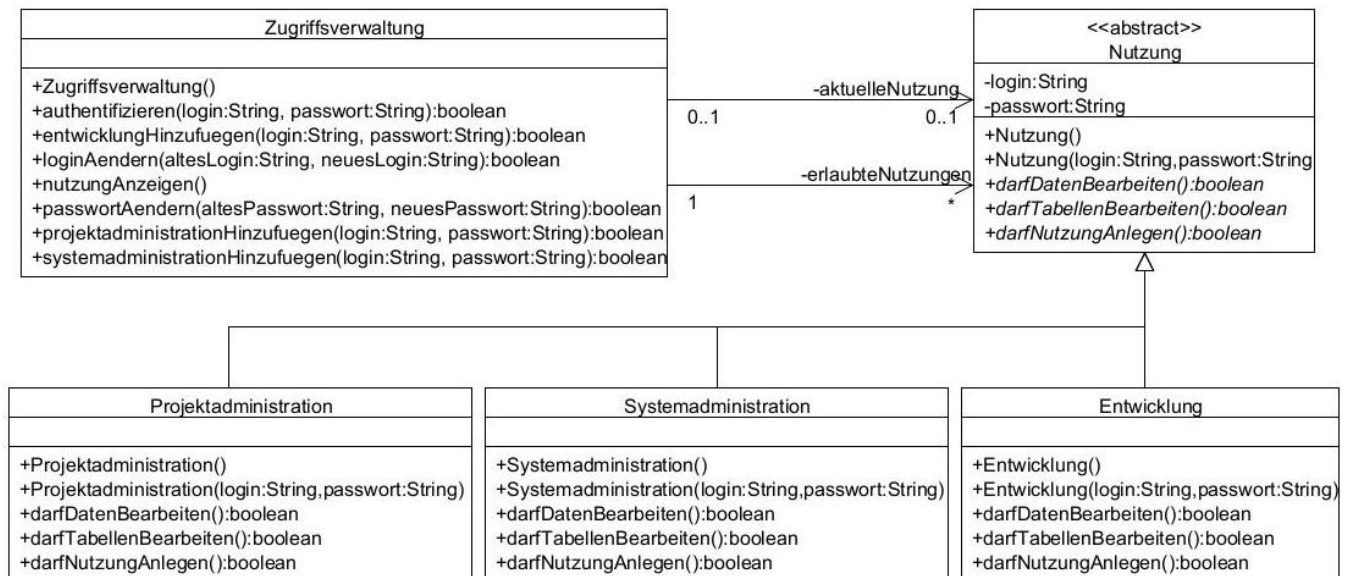 Zugriffsverwaltung
+Zugriffsverwaltung()
+authentifizieren(login:String, passwort:String):boolean
+entwicklungHinzufuegen(login:String, passwort:String):boolean
+loginAendern(altesLogin:String, neuesLogin:String):boolean
+nutzungAnzeigen()
+passwortAendern(altesPasswort:String, neuesPasswort:String):boolean
+projektadministrationHinzufuegen(login:String, passwort:String):boolean
+systemadministrationHinzufuegen(login:String, passwort:String):boolean
-aktuelleNutzung
0..1
0..1
-erlaubteNutzungen
1
*
<<abstract>>
Nutzung
-login:String
-passwort:String
+Nutzung()
+Nutzung(login:String,passwort:String
+darfDatenBearbeiten():boolean
+darfTabellenBearbeiten():boolean
+darfNutzungAnlegen():boolean
Projektadministration
+Projektadministration()
+Projektadministration(login:String,passwort:String)
+darfDatenBearbeiten():boolean
+darfTabellenBearbeiten():boolean
+darfNutzungAnlegen():boolean
Systemadministration
+Systemadministration()
+Systemadministration(login:String,passwort:String)
+darfDatenBearbeiten():boolean
+darfTabellenBearbeiten():boolean
+darfNutzungAnlegen():boolean
Entwicklung
+Entwicklung()
+Entwicklung(login:String,passwort:String)
+darfDatenBearbeiten():boolean
+darfTabellenBearbeiten():boolean
+darfNutzungAnlegen():boolean